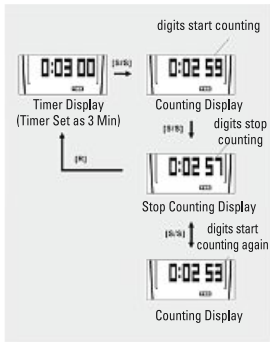 digits start counting
0:03 00
[S/S]
0:02 59
Timer Display
(Timer Set as 3 Min)
Counting Display
[S/S]
digits stop
counting
[R]
0:02 57
Stop Counting Display
[S/S]
digits start
counting again
0:02 53
Counting Display